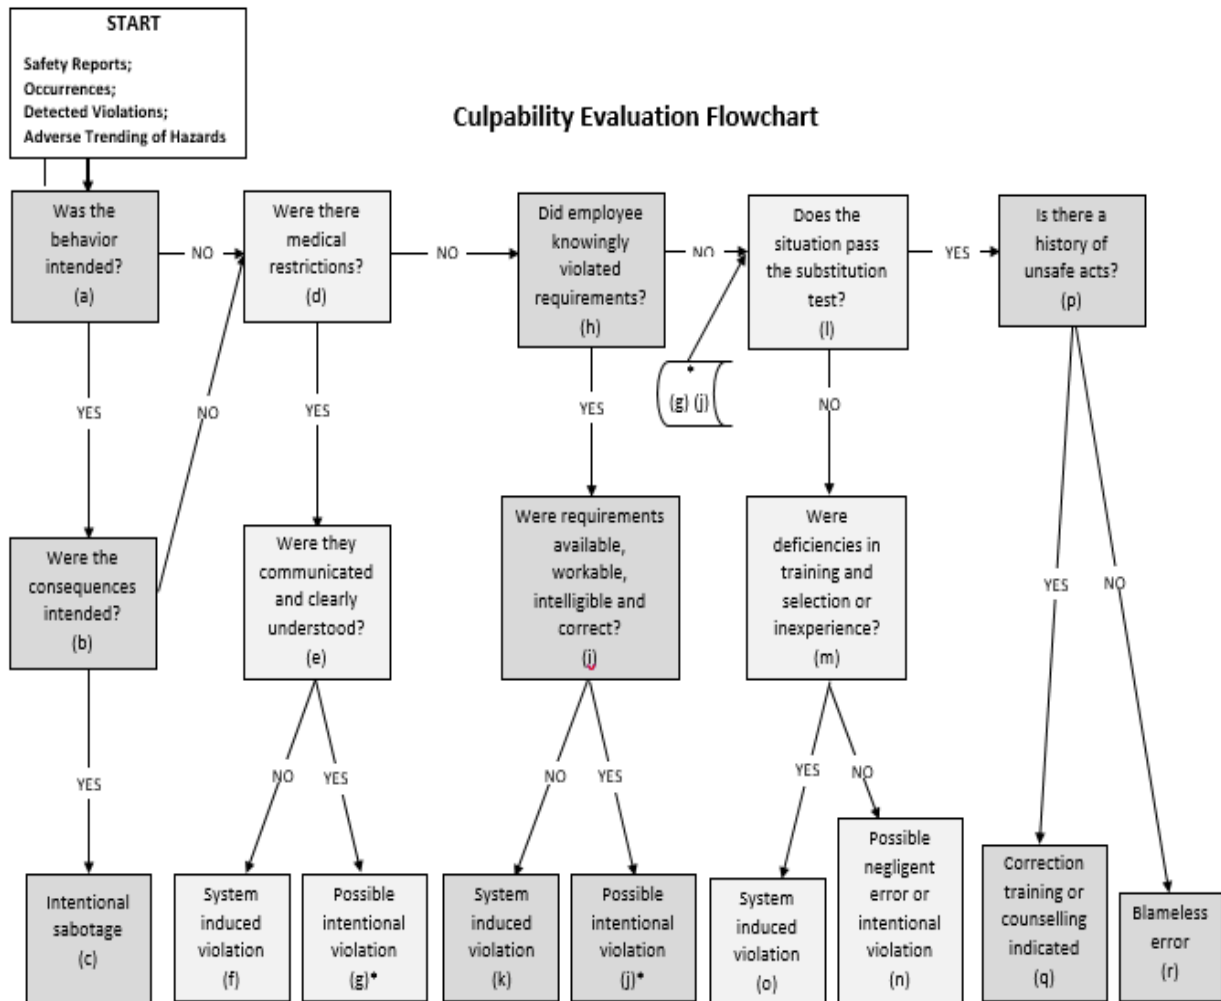 START
Safety Reports;
Occurrences;
Detected Violations;
Adverse Trending of Hazards
Culpability Evaluation Flowchart
Was the
behavior
intended?
(a)
NO
Were there
medical
restrictions?
(d)
NO
Did employee
knowingly
violated
requirements?
(h)
NO
Does the
situation pass
the substitution
test?
(l)
YES
Is there a
history of
unsafe acts?
(p)
*
(g) (j)
YES
NO
YES
YES
NO
Were the
consequences
intended?
(b)
Were they
communicated
and clearly
understood?
(e)
Were requirements
available,
workable,
intelligible and
correct?
(i)
Were
deficiencies in
training and
selection or
inexperience?
(m)
YES
NO
YES
NO
YES
NO
YES
YES
NO
Intentional
sabotage
(c)
System
induced
violation
(f)
Possible
intentional
violation
(g)*
System
induced
violation
(k)
Possible
intentional
violation
(j)*
System
induced
violation
(o)
Possible
negligent
error or
intentional
violation
(n)
Correction
training or
counselling
indicated
(q)
Blameless
error
(r)